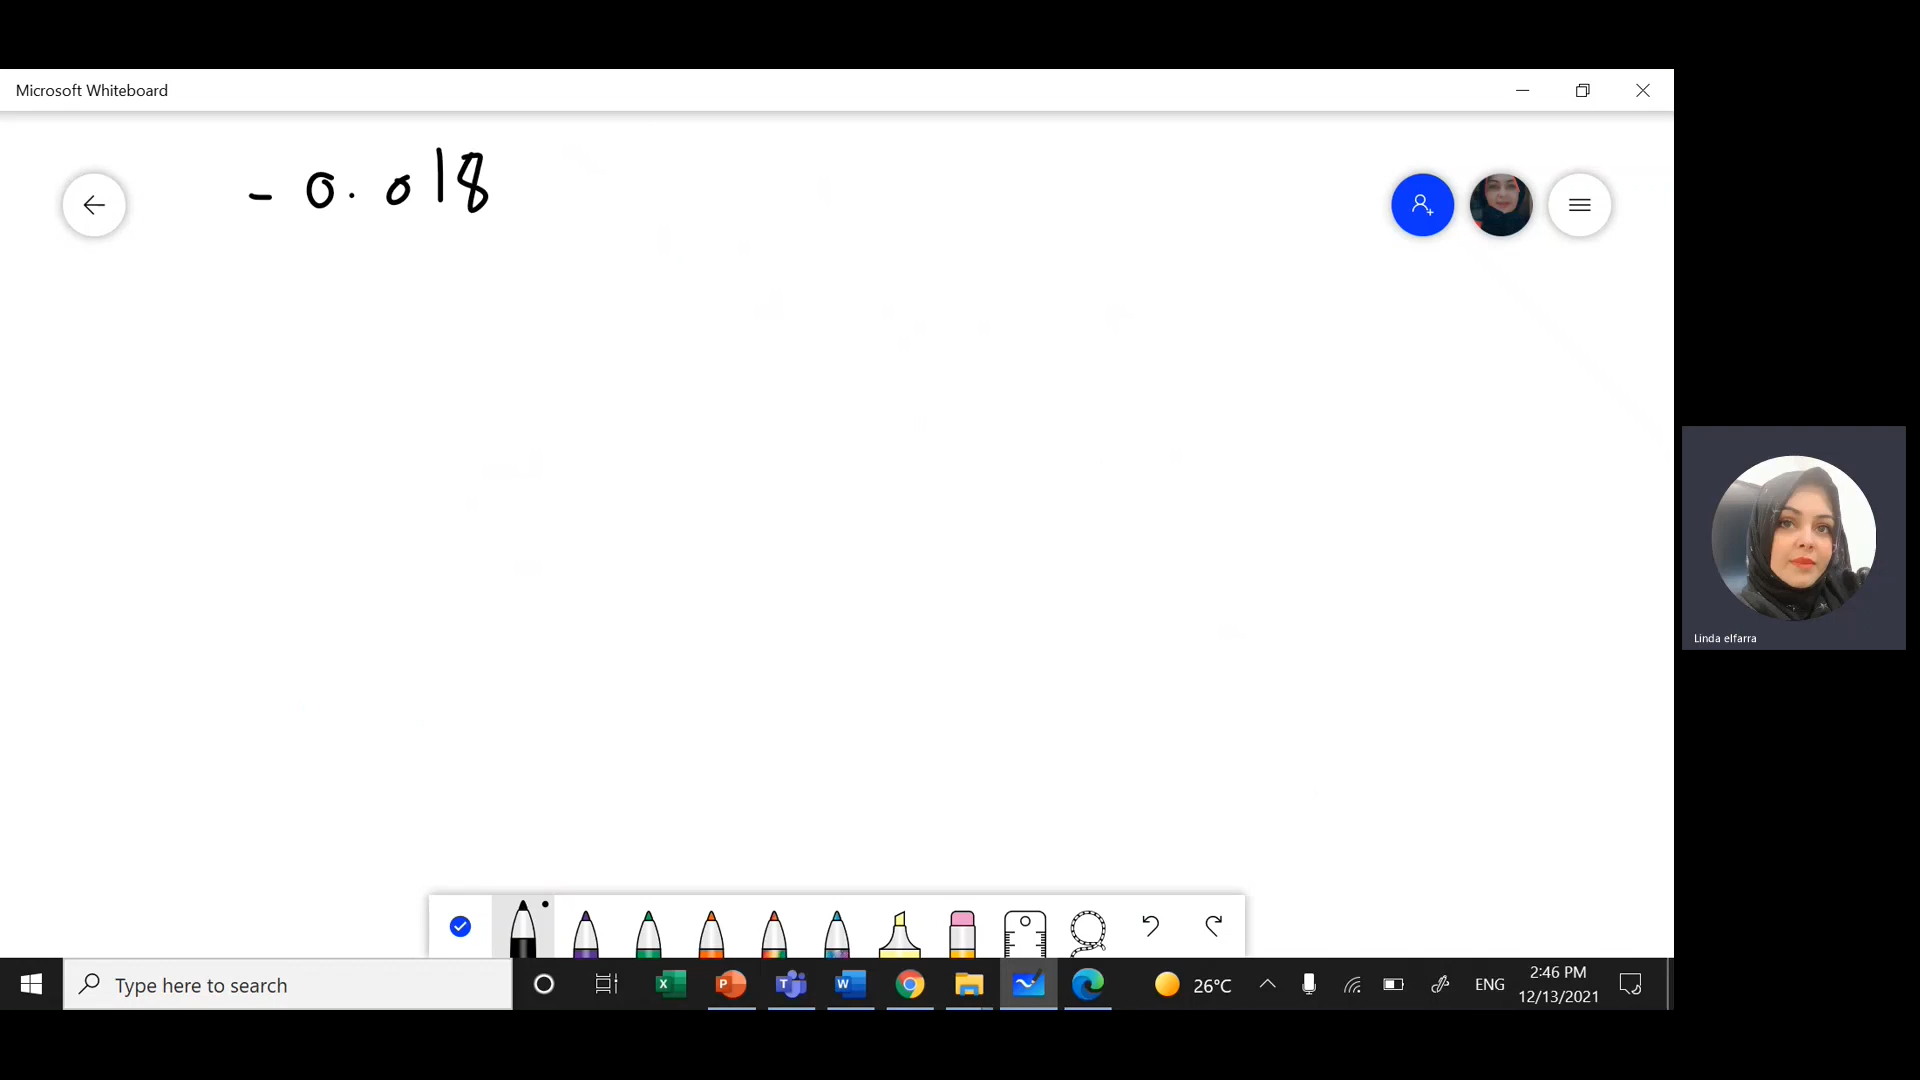 Microsoft Whiteboard
- 0.018
Linda elfarra
Type here to search
26°C
ENG
2:46 PM
12/13/2021